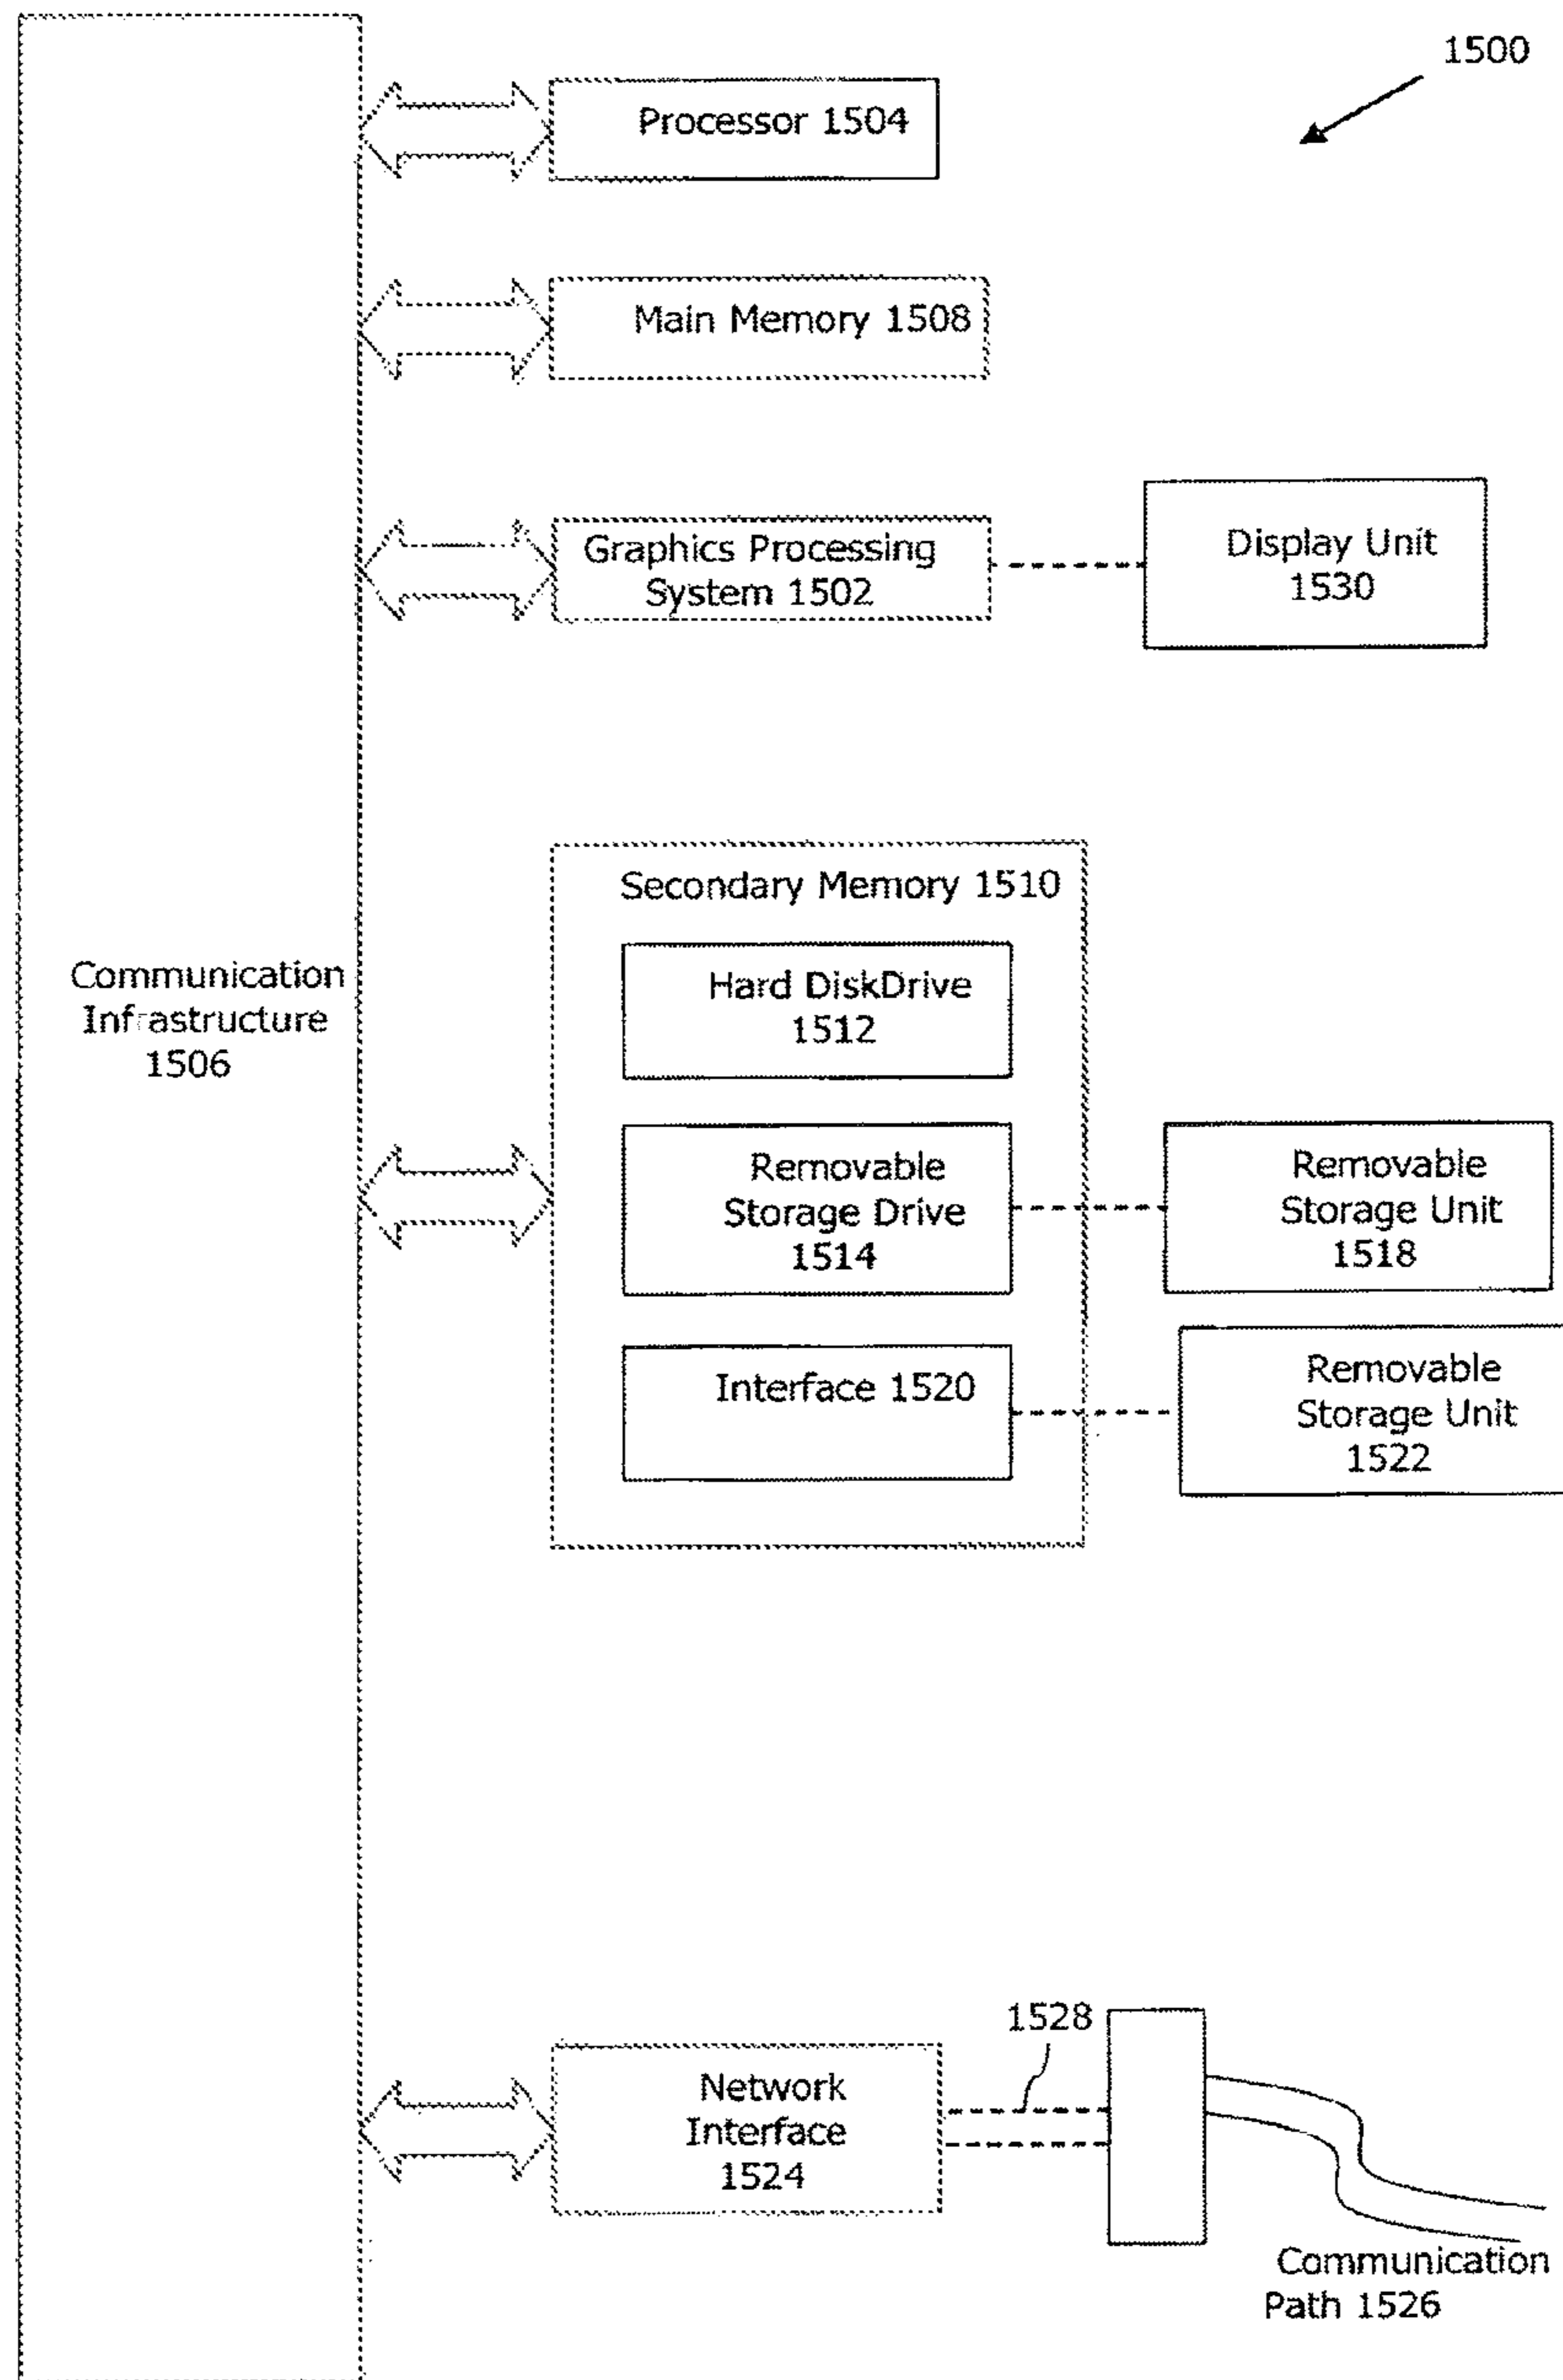 1500
Processor 1504
Main Memory 1508
Graphics Processing
System 1502
Display Unit
1530
Secondary Memory 1510
Hard DiskDrive
1512
Communication
Infrastructure
1506
Removable
Storage Drive
1514
Removable
Storage Unit
1518
Interface 1520
Removable
Storage Unit
1522
1528
Network
Interface
1524
Communication
Path 1526